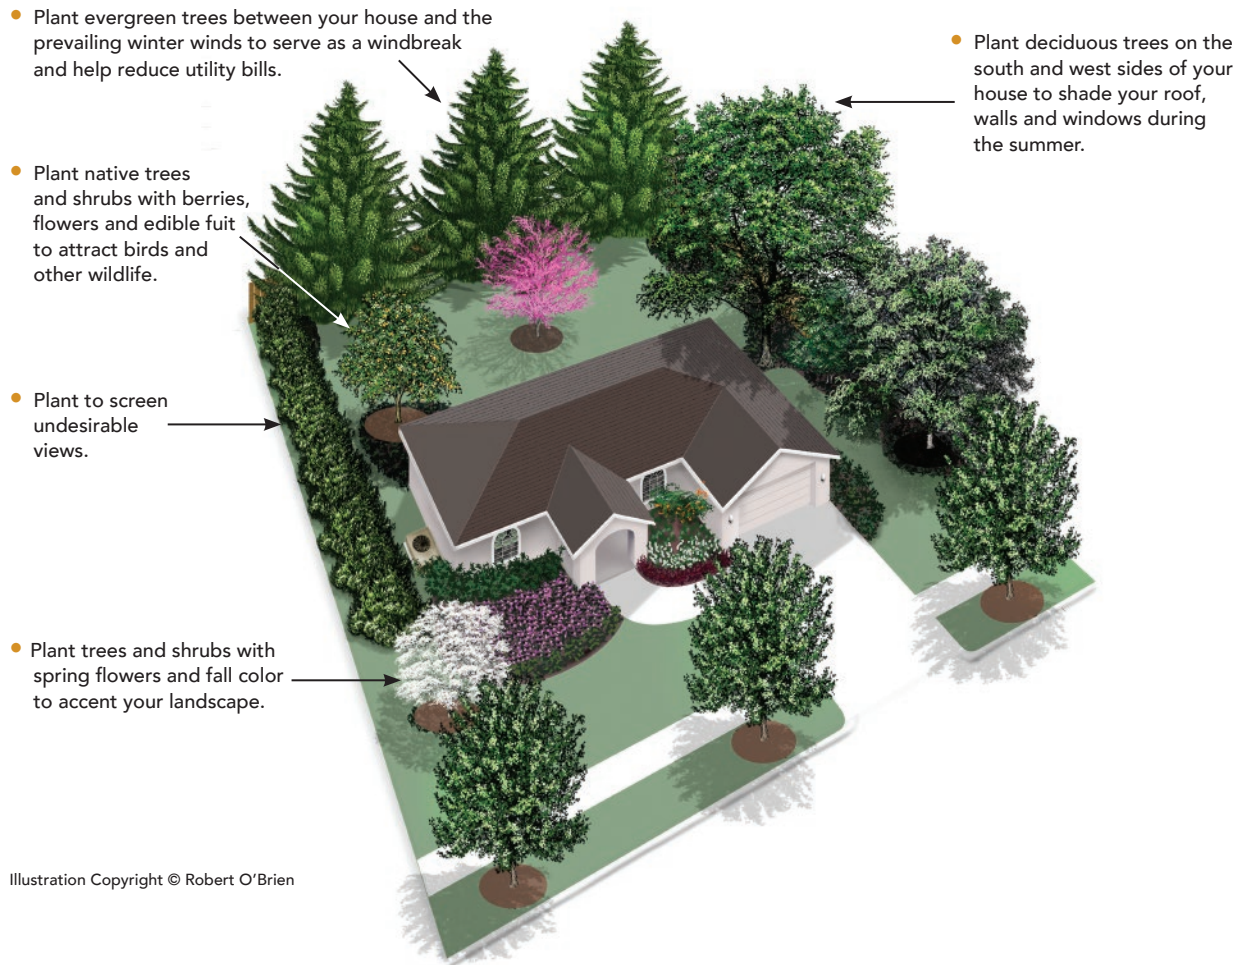 • Plant evergreen trees between your house and the
prevailing winter winds to serve as a windbreak
and help reduce utility bills.
• Plant deciduous trees on the
south and west sides of your
house to shade your roof,
walls and windows during
the summer.
• Plant native trees
and shrubs with berries,
flowers and edible fuit
to attract birds and
other wildlife.
• Plant to screen
undesirable
views.
• Plant trees and shrubs with
spring flowers and fall color
to accent your landscape.
Illustration Copyright © Robert O’Brien